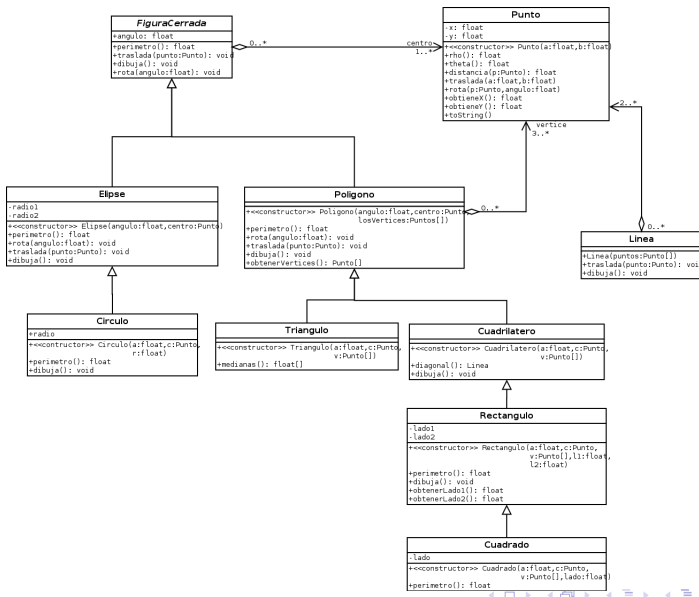 FiguraCerrada
+angulo: float
+perimetro(): float
+traslada(punto:Punto): void
+dibuja(): void
+rota(angulo:float): void
0..*
centro
1..*
Punto
-x: float
-y: float
+<<constructor>> Punto(a:float,b:float)
+rho(): float
+theta(): float
+distancia(p:Punto): float
+traslada(a:float,b:float)
+rota(p:Punto,angulo:float)
+obtieneX(): float
+obtieneY(): float
+toString()
vertice
3..*
2..*
Elipse
-radio1
-radio2
+<<constructor>> Elipse(angulo:float,centro:Punto)
+perimetro(): float
+rota(angulo:float): void
+traslada(punto:Punto): void
+dibuja(): void
Poligono
+<<constructor>> Poligono(angulo:float,centro:Punto,
losVertices:Puntos[])
+perimetro(): float
+rota(angulo:float): void
+traslada(punto:Punto): void
+dibuja(): void
+obtenerVertices(): Punto[]
0..*
0..*
Linea
+Linea(puntos:Punto[])
+traslada(punto:Punto): voi
+dibuja(): void
Circulo
+radio
+<<contructor>> Circulo(a:float,c:Punto,
r:float)
+perimetro(): float
+dibuja(): void
Triangulo
+<<constructor>> Triangulo(a:float,c:Punto,
v:Punto[])
+medianas(): float[]
Cuadrilatero
+<<constructor>> Cuadrilatero(a:float,c:Punto,
v:Punto[])
+diagonal(): Linea
+dibuja(): void
Rectangulo
-lado1
-lado2
+<<constructor>> Rectangulo(a:float,c:Punto,
v:Punto[],l1:float,
l2:float)
+perimetro(): float
+dibuja(): void
+obtenerLado1(): float
+obtenerLado2(): float
Cuadrado
-lado
+<<constructor>> Cuadrado(a:float,c:Punto,
v:Punto[],lado:float)
+perimetro(): float